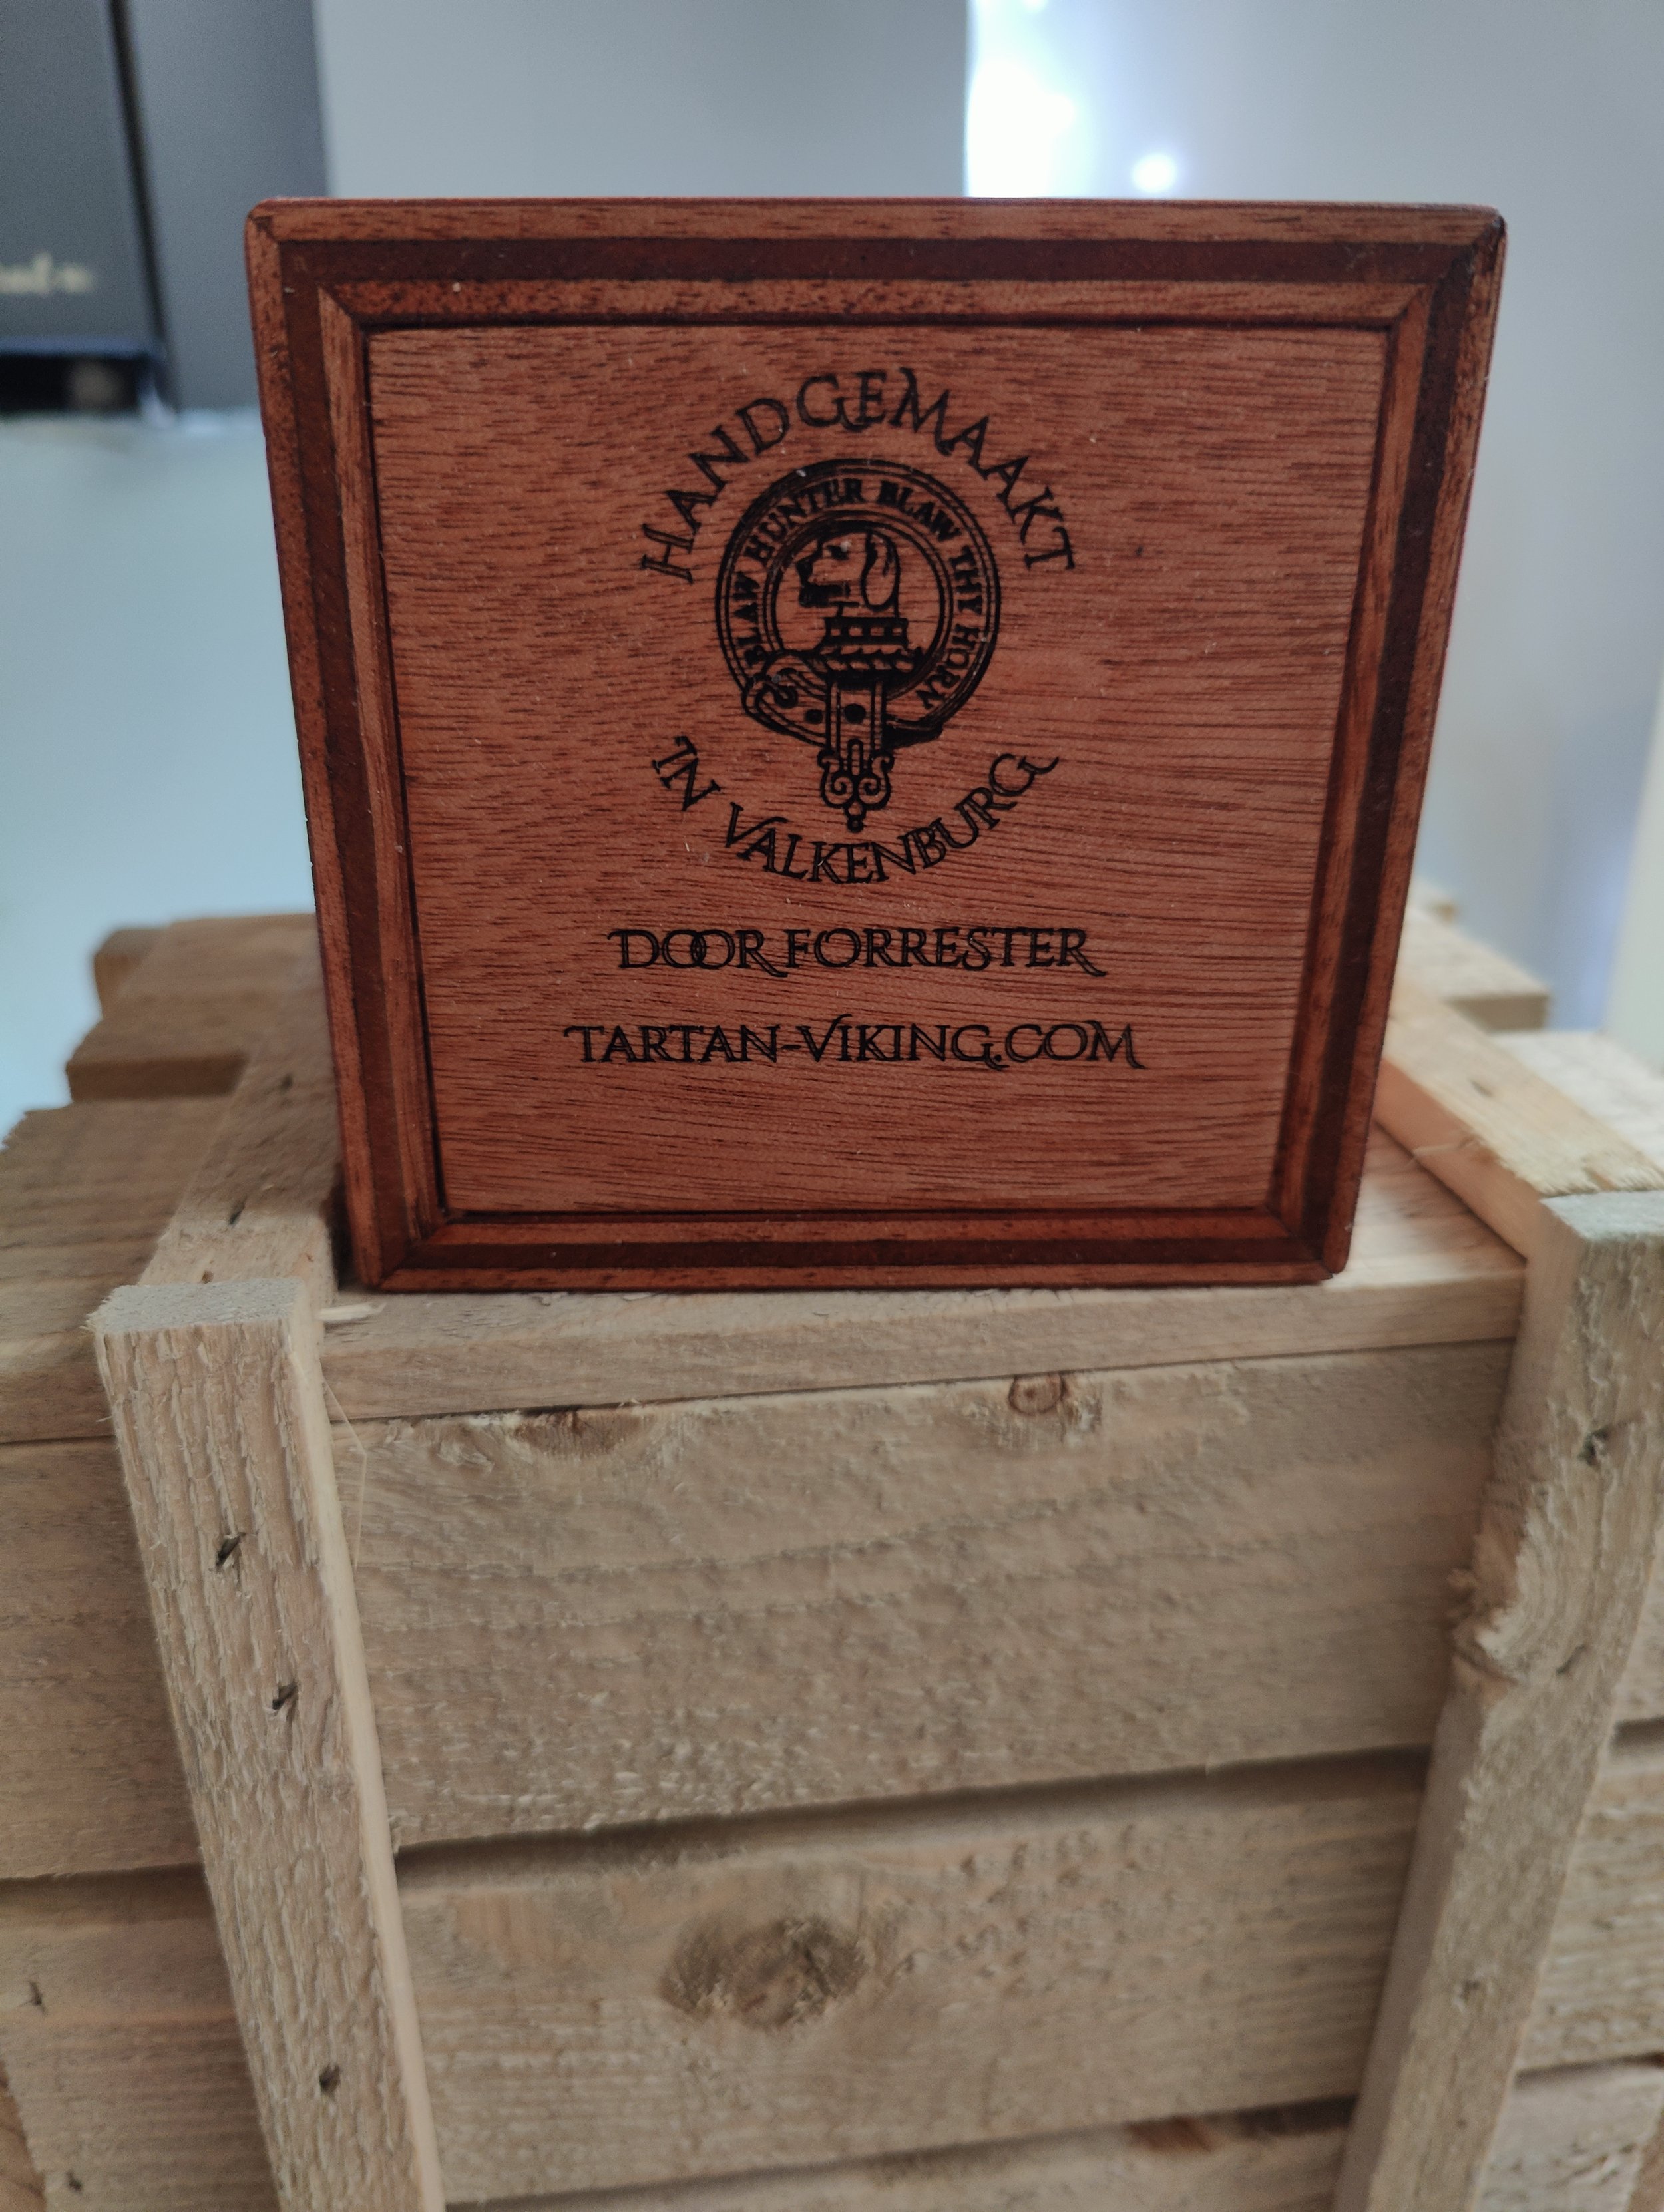 HANDGEMAAKT
BLAW HUNTER BLAW THY HORN
IN VALKENBURG
DOOR FORRESTER
TARTAN-VIKING.COM